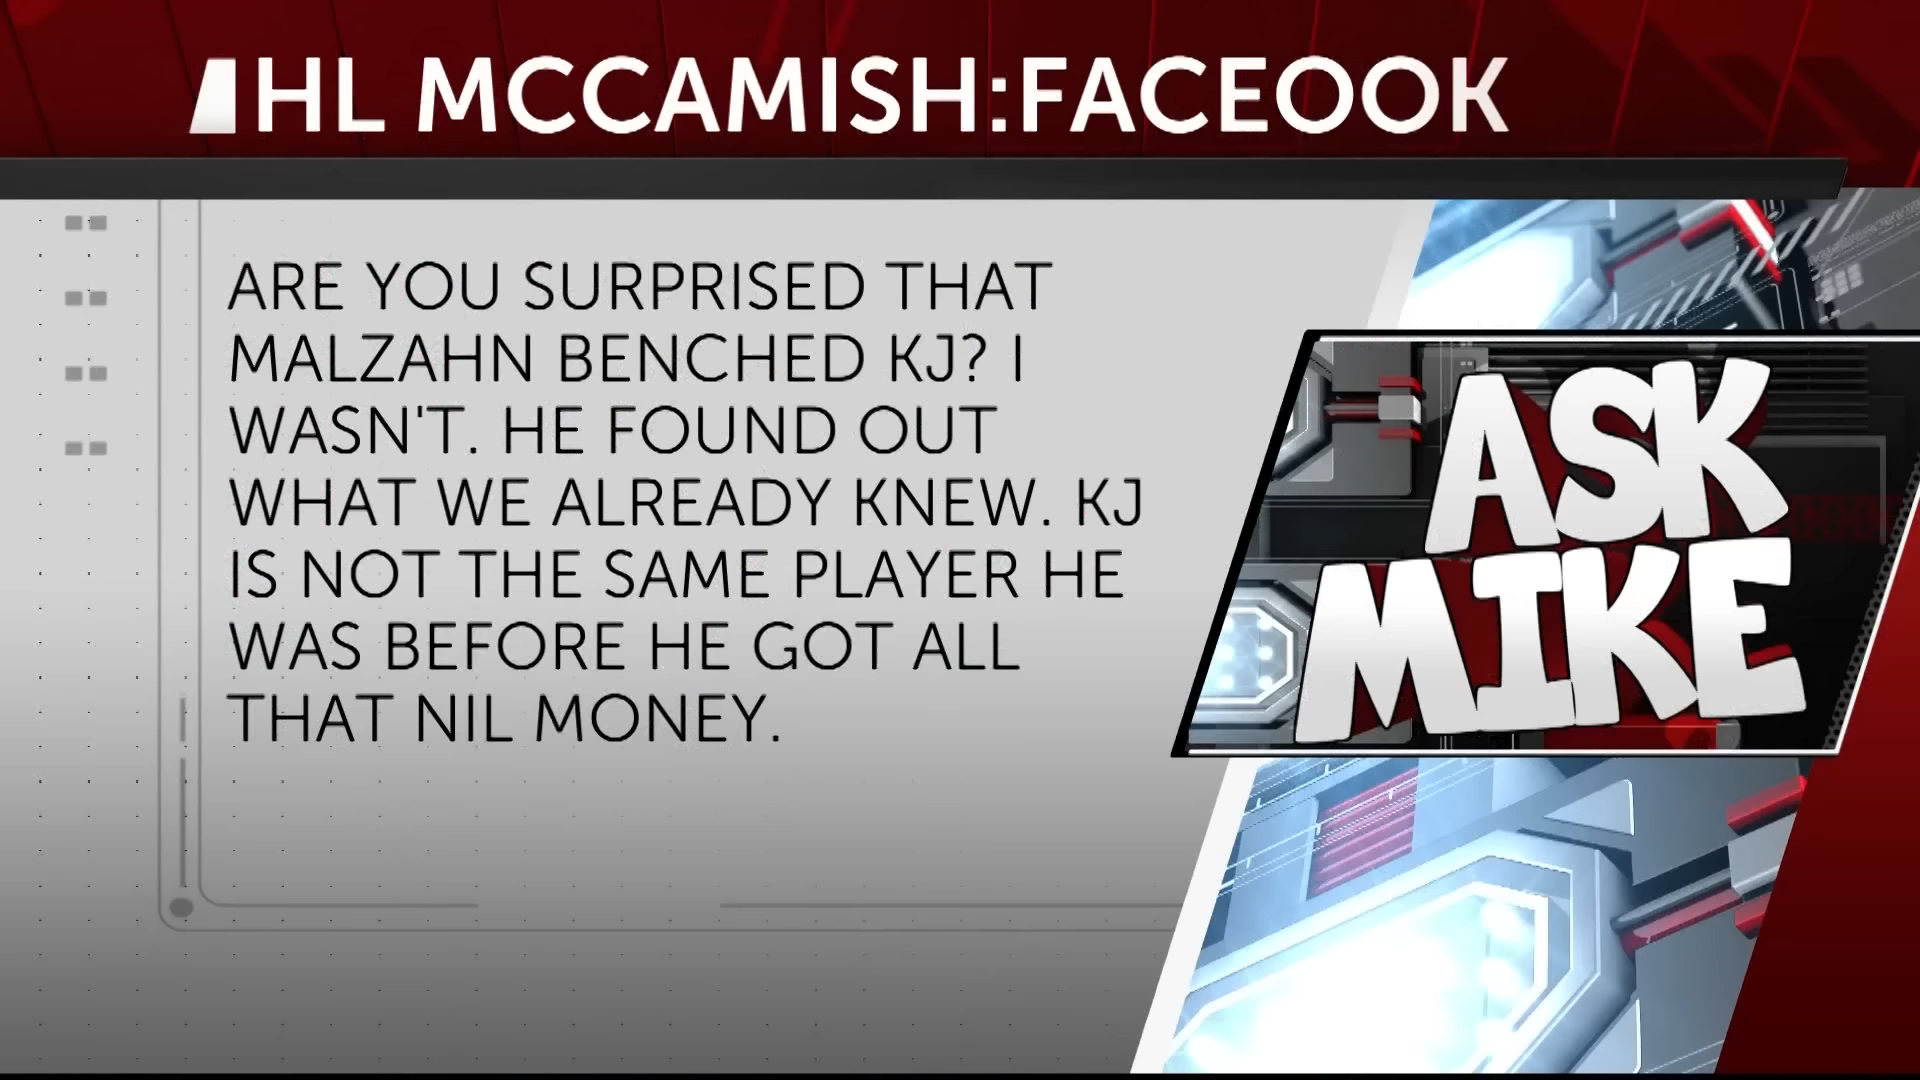 HL MCCAMISH:FACEOOK
ARE YOU SURPRISED THAT
MALZAHN BENCHED KJ? I
WASN'T. HE FOUND OUT
WHAT WE ALREADY KNEW. KJ
IS NOT THE SAME PLAYER HE
WAS BEFORE HE GOT ALL
THAT NIL MONEY.
ASK
MIKE